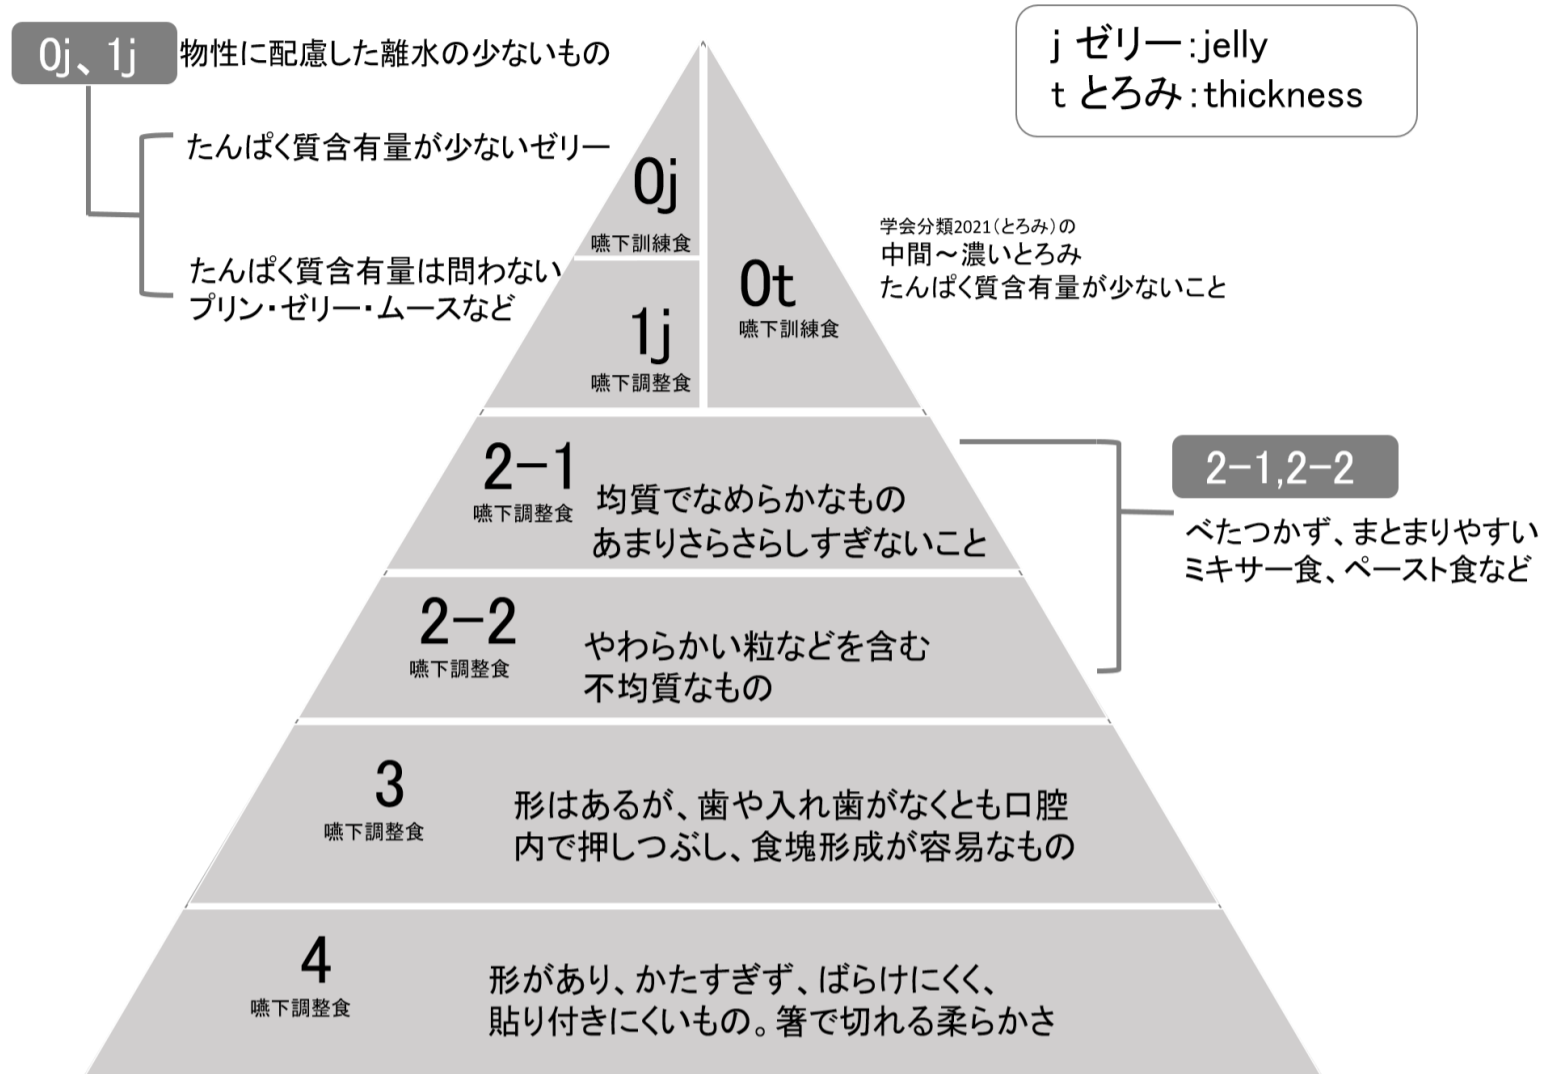 0j、1j 物性に配慮した離水の少ないもの
たんぱく質含有量が少ないゼリー
たんぱく質含有量は問わない
プリン・ゼリー・ムースなど
j ゼリー:jelly
t とろみ:thickness
0j
嚥下訓練食
1j
嚥下調整食
0t
嚥下訓練食
学会分類2021(とろみ)の
中間～濃いとろみ
たんぱく質含有量が少ないこと
2-1
嚥下調整食
均質でなめらかなもの
あまりさらさらしすぎないこと
2-1,2-2
べたつかず、まとまりやすい
ミキサー食、ペースト食など
2-2
嚥下調整食
やわらかい粒などを含む
不均質なもの
3
嚥下調整食
形はあるが、歯や入れ歯がなくとも口腔
内で押しつぶし、食塊形成が容易なもの
4
嚥下調整食
形があり、かたすぎず、ばらけにくく、
貼り付きにくいもの。箸で切れる柔らかさ